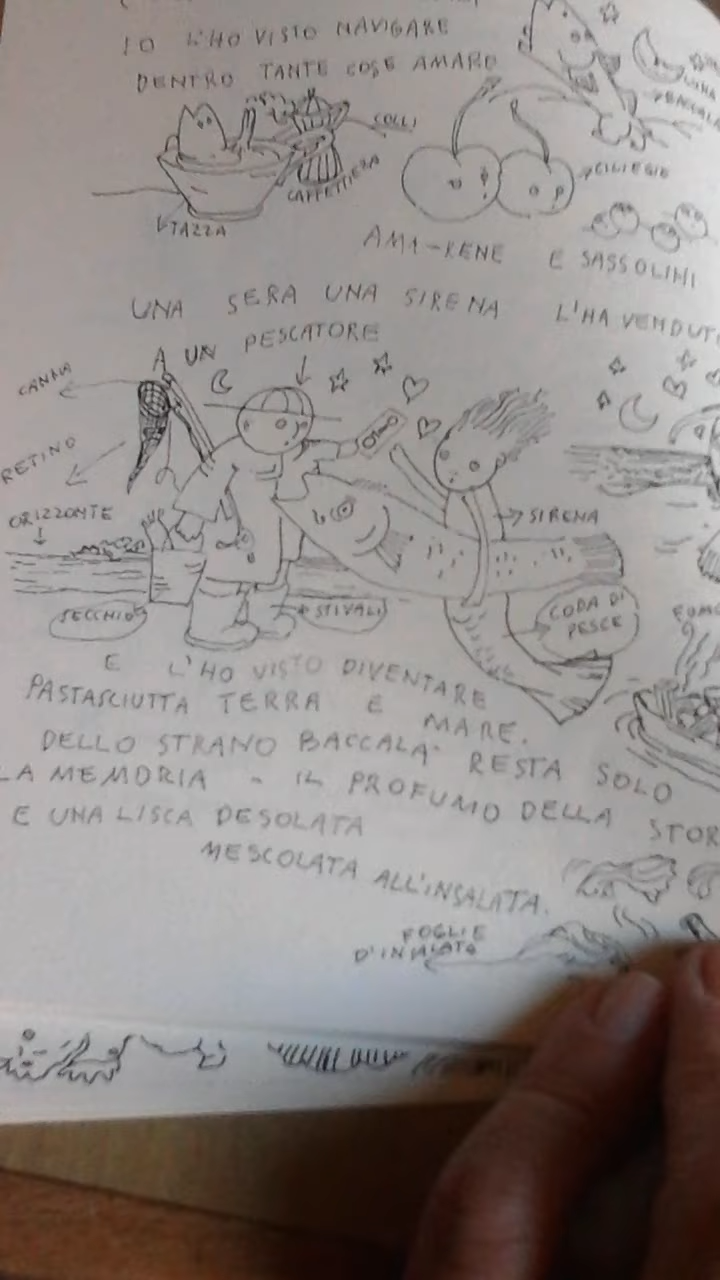 IO L'HO VISTO NAVIGARE
DENTRO TANTE COSE AMARE
LUNA
BACCALÀ
COLLI
CAFFETTIERA
TAZZA
CILIEGIE
AMA-RENE E SASSOLINI
UNA SERA UNA SIRENA L'HA VENDUT
A UN PESCATORE
CANNA
RETINO
ORIZZONTE
SECCHIO
STIVALI
SIRENA
CODA DI
PESCE
FUMO
E L'HO VISTO DIVENTARE
PASTASCIUTTA TERRA E MARE.
DELLO STRANO BACCALÀ RESTA SOLO
LA MEMORIA - IL PROFUMO DELLA STOR
E UNA LISCA DESOLATA
MESCOLATA ALL'INSALATA.
FOGLIE
D'INSALATA